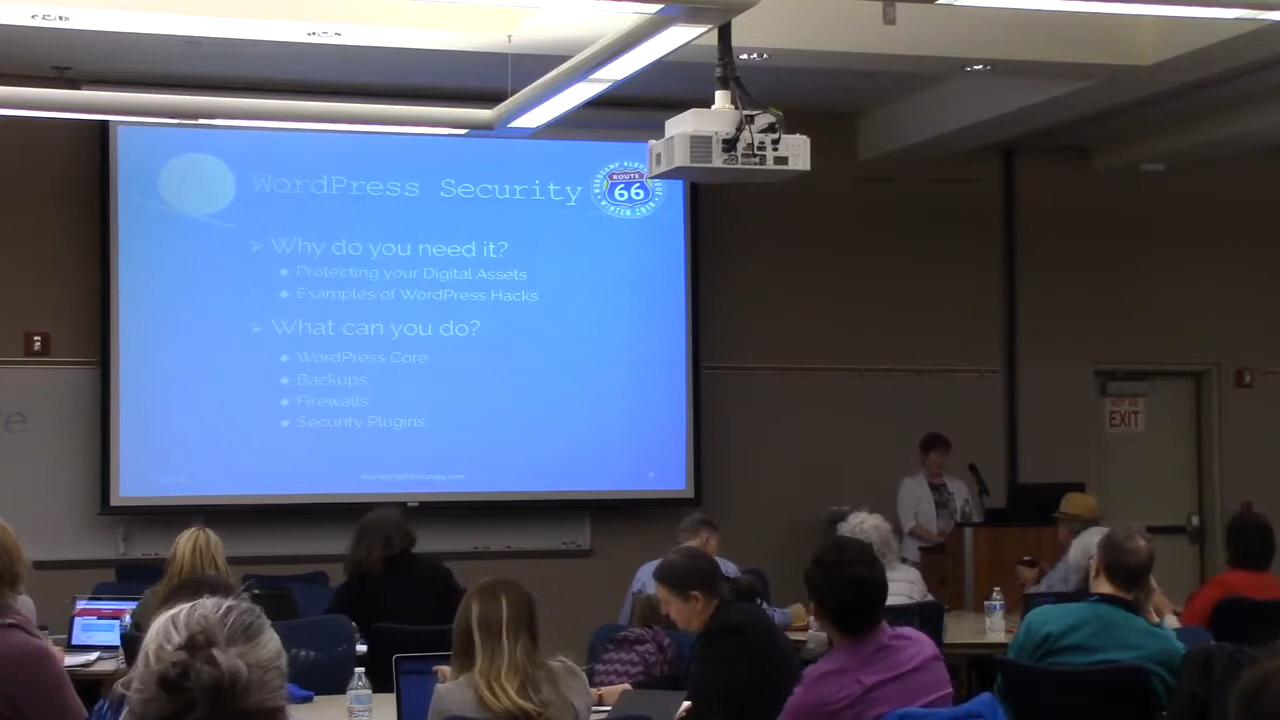 WordPress Security
ROUTE
66
Why do you need it?
Protecting your Digital Assets
Examples of WordPress Hacks
What can you do?
WordPress Core
Backups
Firewalls
Security Plugins
EXIT